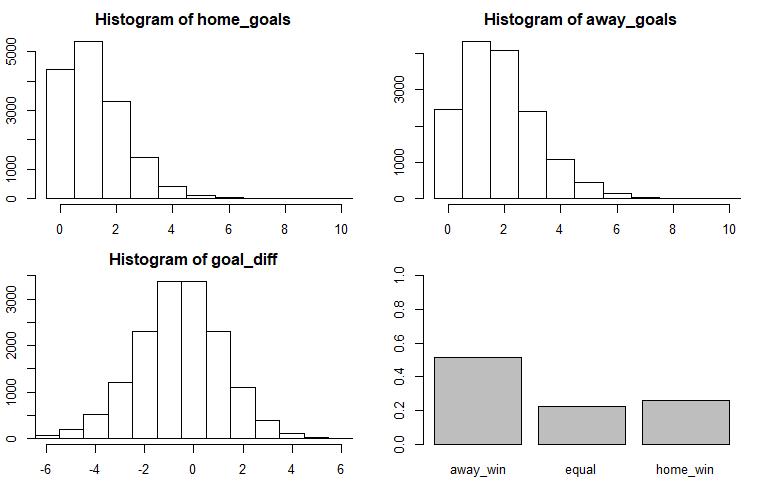 Histogram of home_goals
5000
3000
1000
0
0 2 4 6 8 10
Histogram of away_goals
3000
1000
0
0 2 4 6 8 10
Histogram of goal_diff
3000
2000
1000
0
-6 -4 -2 0 2 4 6
1.0
0.8
0.6
0.4
0.2
0.0
away_win equal home_win